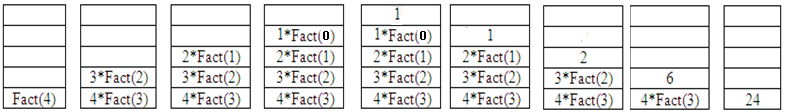 1
1*Fact(0) 1*Fact(0) 1
2*Fact(1) 2*Fact(1) 2*Fact(1) 2*Fact(1) 2
3*Fact(2) 3*Fact(2) 3*Fact(2) 3*Fact(2) 3*Fact(2) 3*Fact(2) 6
Fact(4) 4*Fact(3) 4*Fact(3) 4*Fact(3) 4*Fact(3) 4*Fact(3) 4*Fact(3) 4*Fact(3) 24